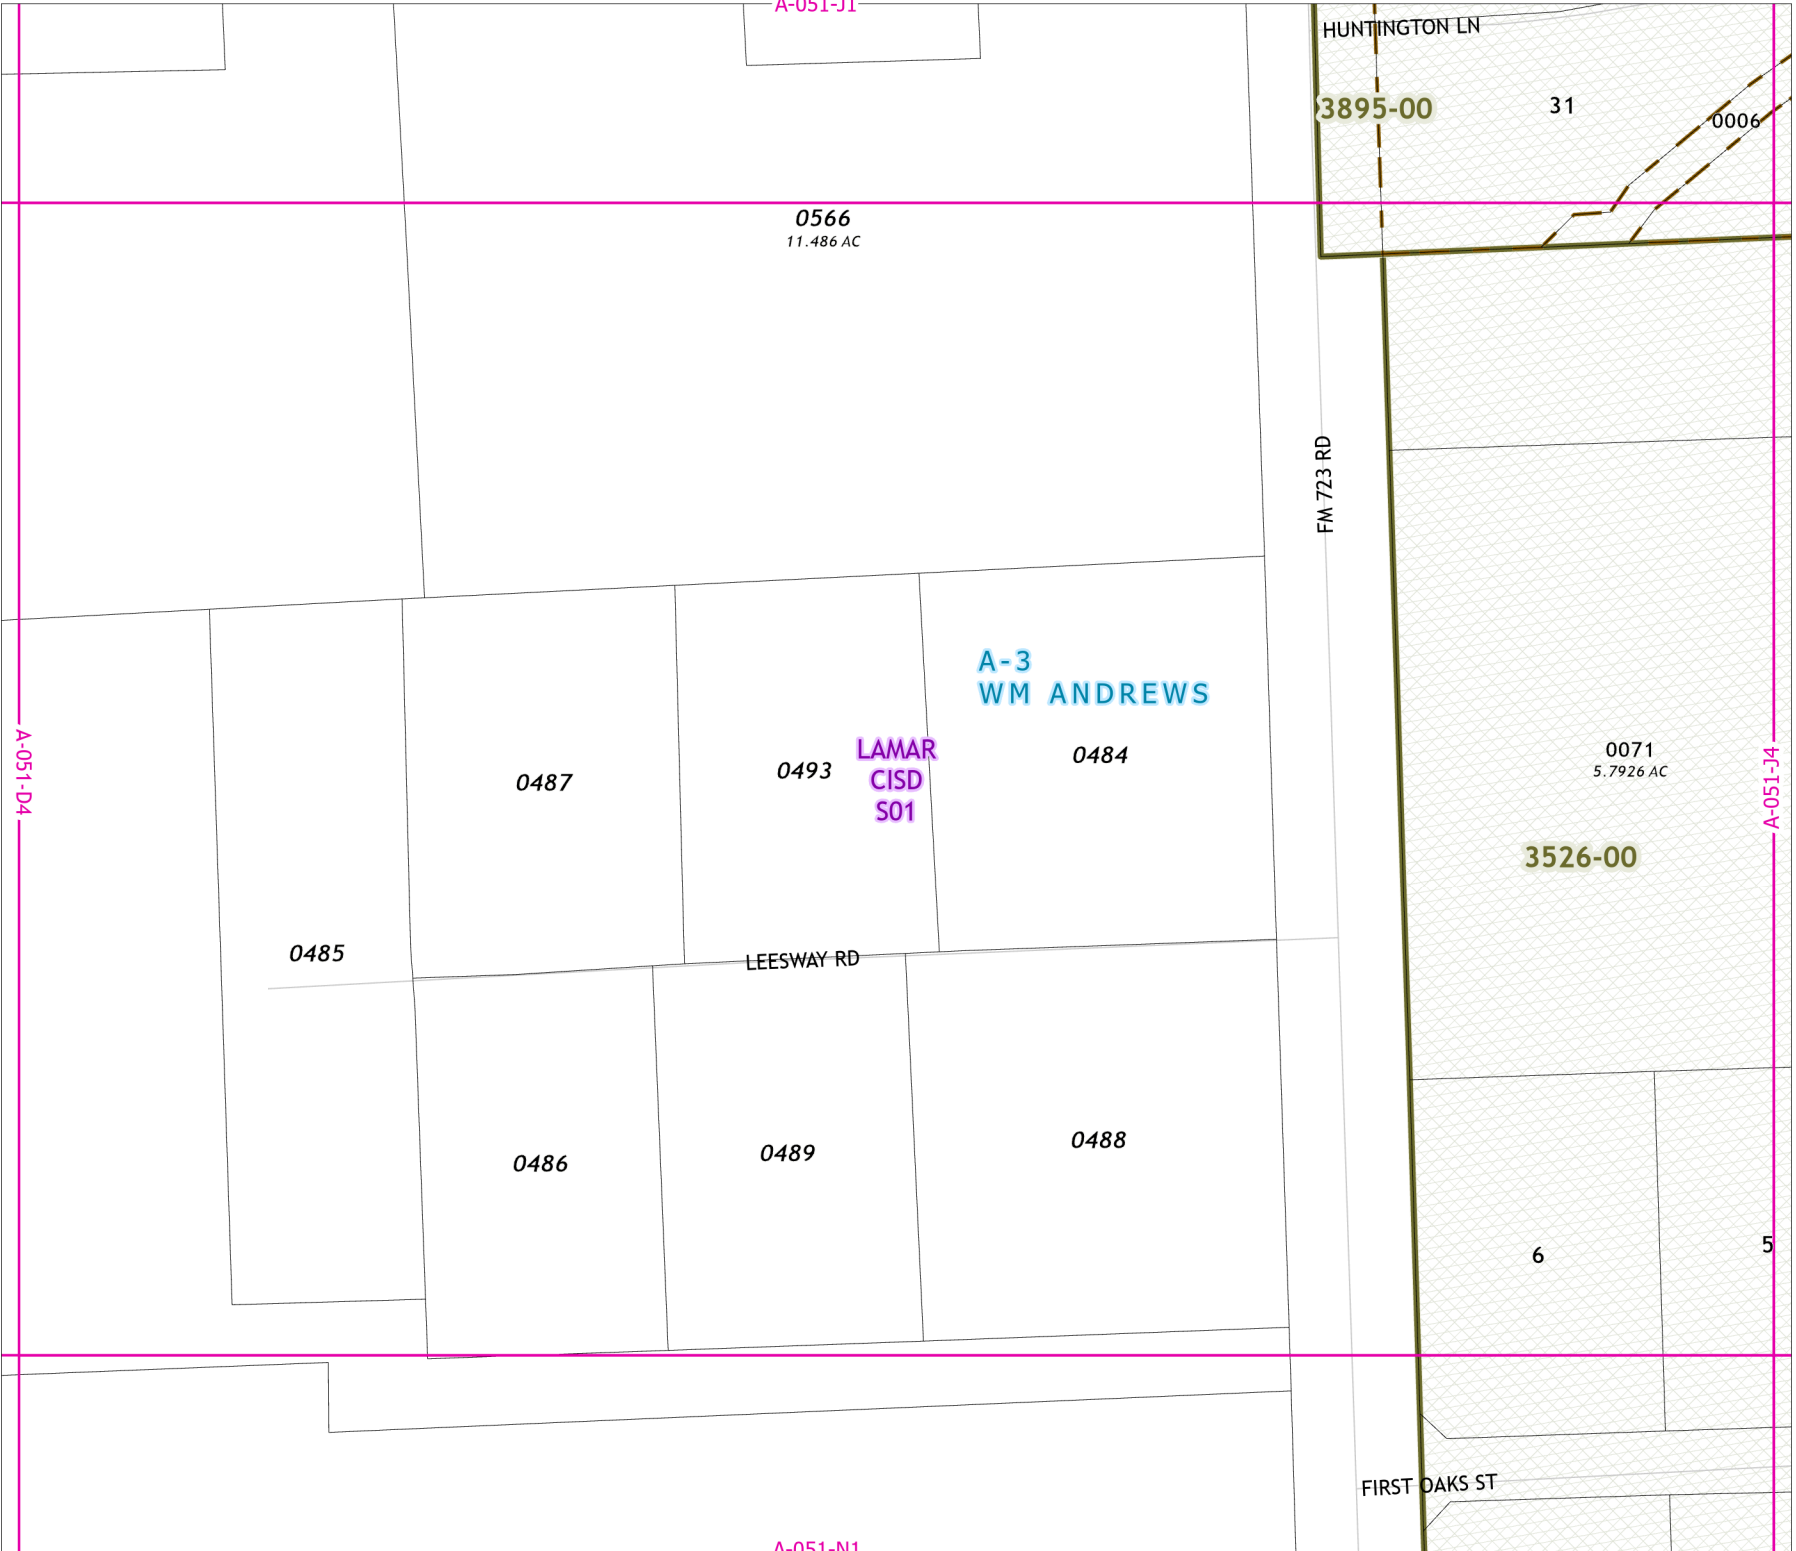 A-051-J1
HUNTINGTON LN
3895-00
31
0006
0566
11.486 AC
FM 723 RD
A-3
WM ANDREWS
LAMAR
CISD
S01
0487
0493
0484
A-051-D4
0071
5.7926 AC
A-051-J4
3526-00
0485
LEESWAY RD
0486
0489
0488
6
5
FIRST OAKS ST
A-051-N1